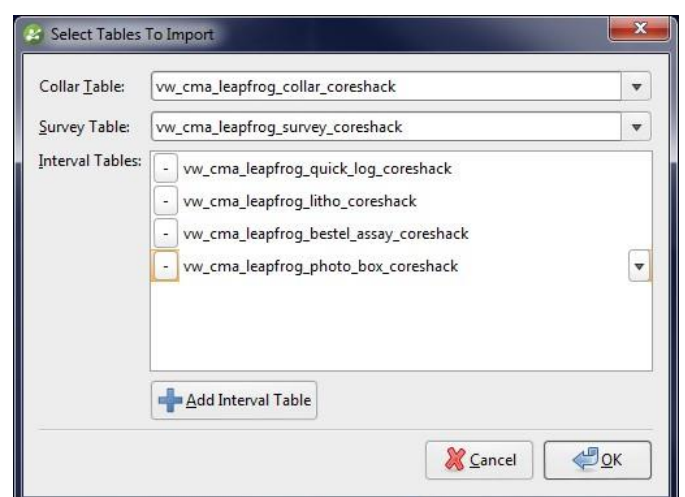 Select Tables To Import
Collar Table: vw_cma_leapfrog_collar_coreshack
Survey Table: vw_cma_leapfrog_survey_coreshack
Interval Tables:
- vw_cma_leapfrog_quick_log_coreshack
- vw_cma_leapfrog_litho_coreshack
- vw_cma_leapfrog_bestel_assay_coreshack
- vw_cma_leapfrog_photo_box_coreshack
Add Interval Table
Cancel OK